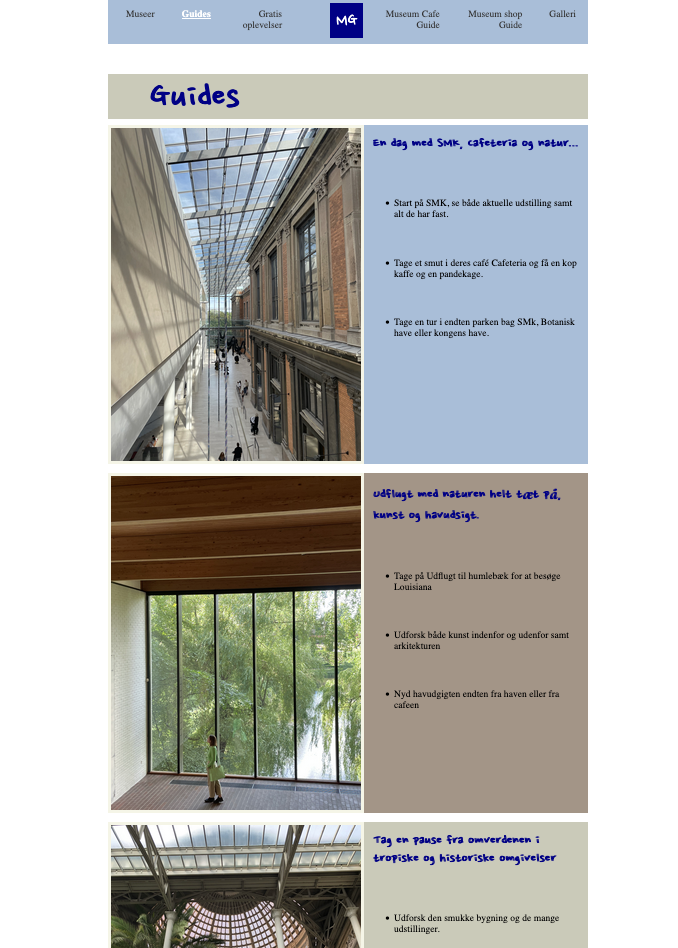 Museer
Guides
Gratis
oplevelser
MG
Museum Cafe
Guide
Museum shop
Guide
Galleri
Guides
En dag med SMK, Cafeteria og natur...
Start på SMK, se både aktuelle udstilling samt
alt de har fast.
Tage et smut i deres café Cafeteria og få en kop
kaffe og en pandekage.
Tage en tur i endten parken bag SMk, Botanisk
have eller kongens have.
Udflugt med naturen helt tæt På,
kunst og havudsigt.
Tage på Udflugt til humlebæk for at besøge
Louisiana
Udforsk både kunst indenfor og udenfor samt
arkitekturen
Nyd havudgigten endten fra haven eller fra
cafeen
Tag en pause fra omverdenen i
tropiske og historiske omgivelser
Udforsk den smukke bygning og de mange
udstillinger.